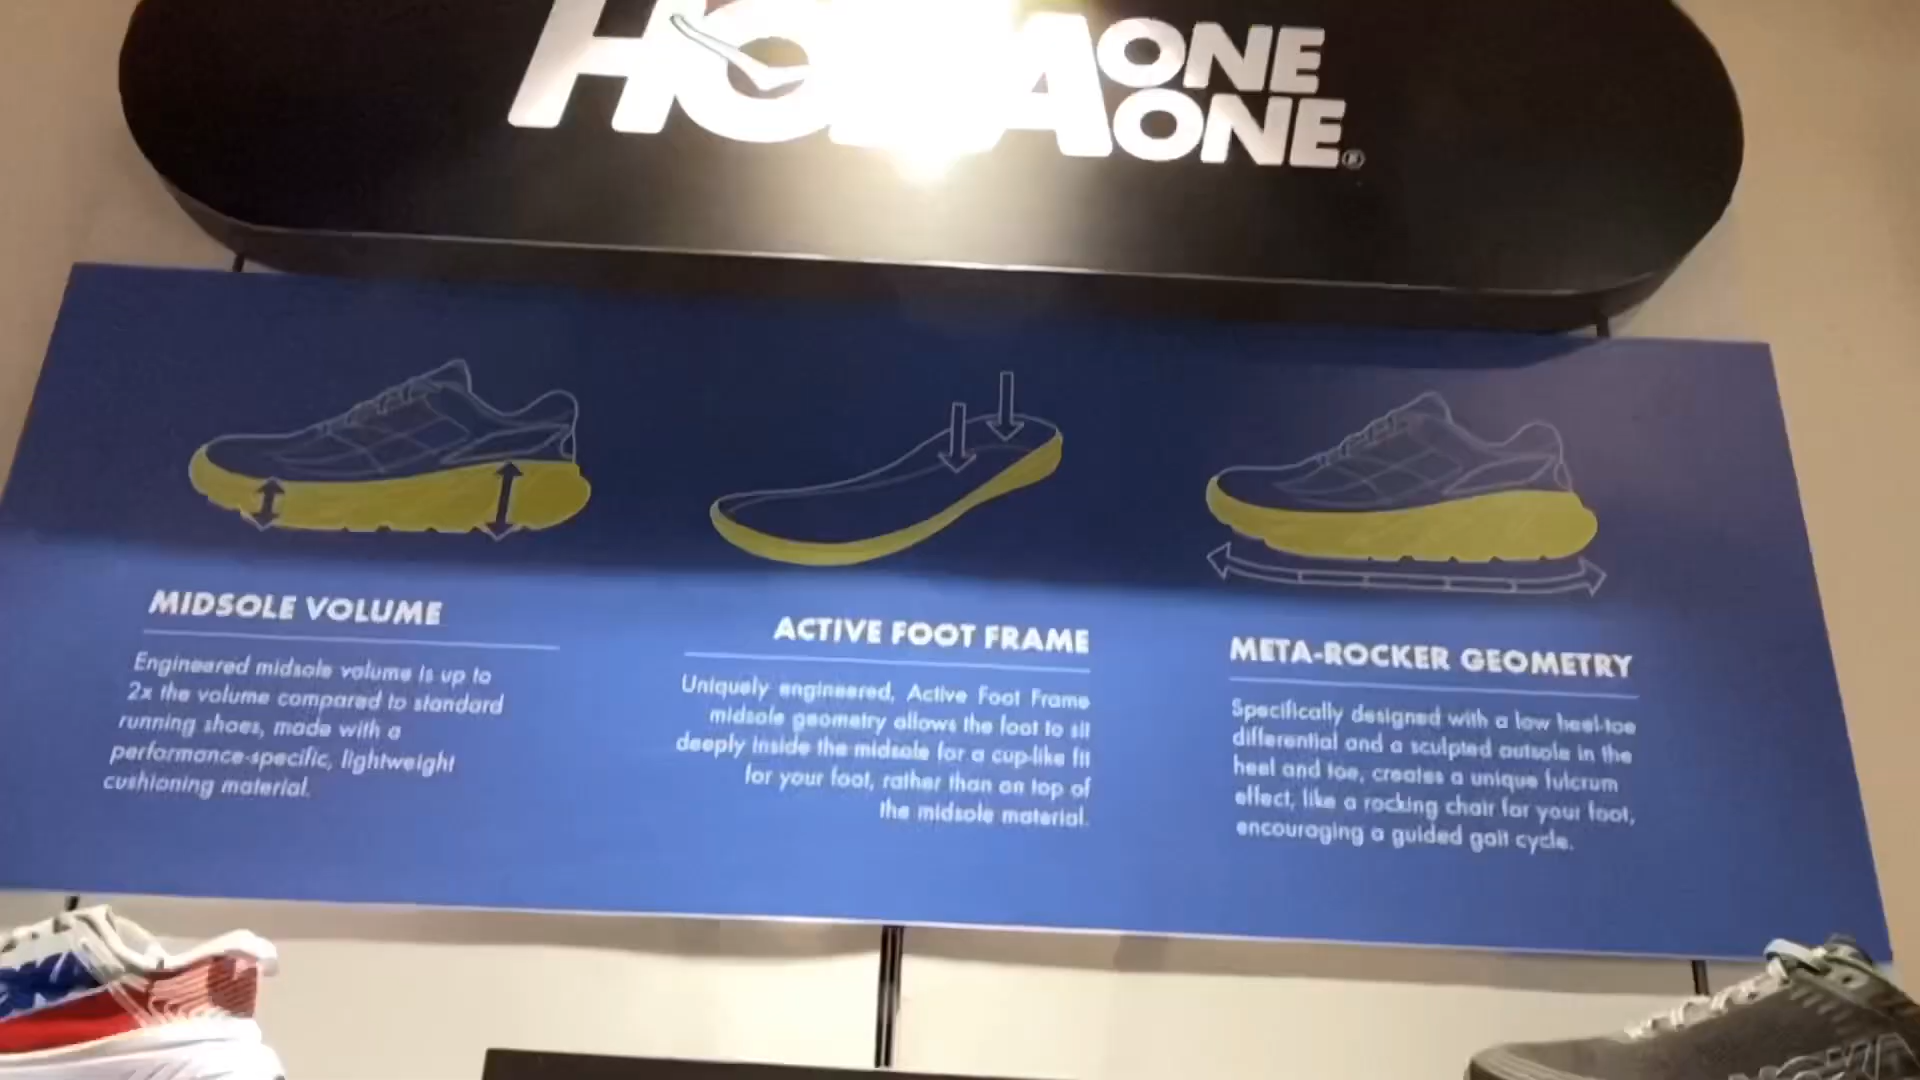 HOKA ONE
ONE
MIDSOLE VOLUME
Engineered midsole volume is up to
2x the volume compared to standard
running shoes, made with a
performance-specific, lightweight
cushioning material.
ACTIVE FOOT FRAME
Uniquely engineered, Active Foot Frame
midsole geometry allows the foot to sit
deeply inside the midsole for a cup-like fit
for your foot, rather than on top of
the midsole material.
META-ROCKER GEOMETRY
Specifically designed with a low heel-toe
differential and a sculpted outsole in the
heel and toe, creates a unique fulcrum
effect, like a rocking chair for your foot,
encouraging a guided gait cycle.
HOKA